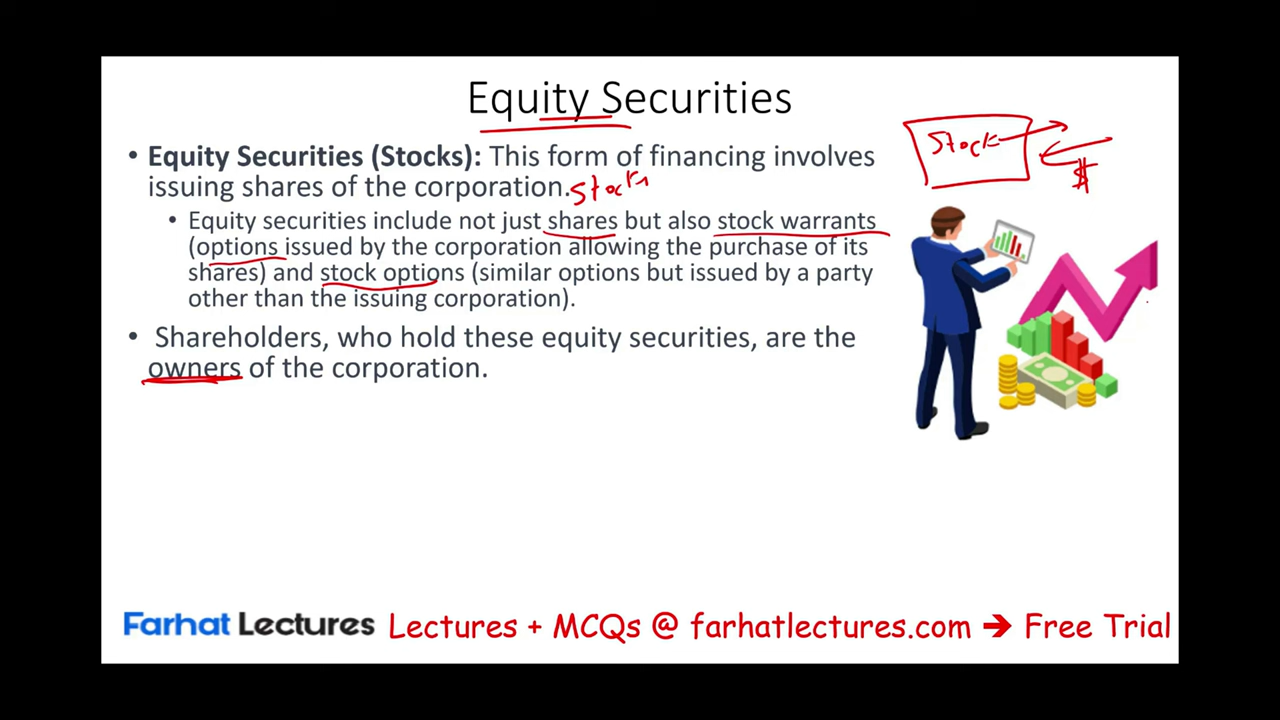 Equity Securities
• Equity Securities (Stocks): This form of financing involves
issuing shares of the corporation. Stocks
• Equity securities include not just shares but also stock warrants
(options issued by the corporation allowing the purchase of its
shares) and stock options (similar options but issued by a party
other than the issuing corporation).
• Shareholders, who hold these equity securities, are the
owners of the corporation.
Stock
$
Farhat Lectures Lectures + MCQs @ farhatlectures.com → Free Trial